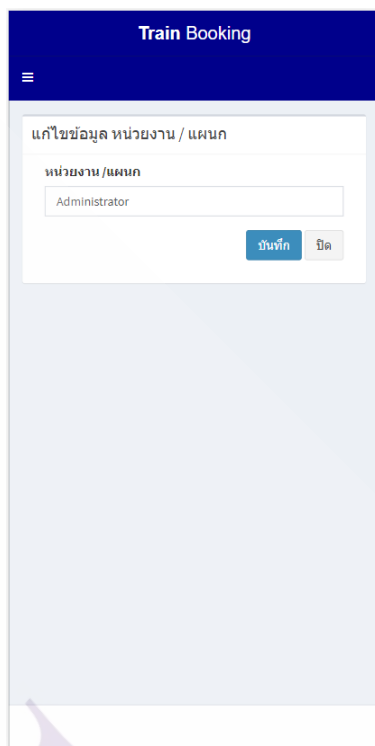 Train Booking
แก้ไขข้อมูล หน่วยงาน / แผนก
หน่วยงาน /แผนก
Administrator
บันทึก ปิด